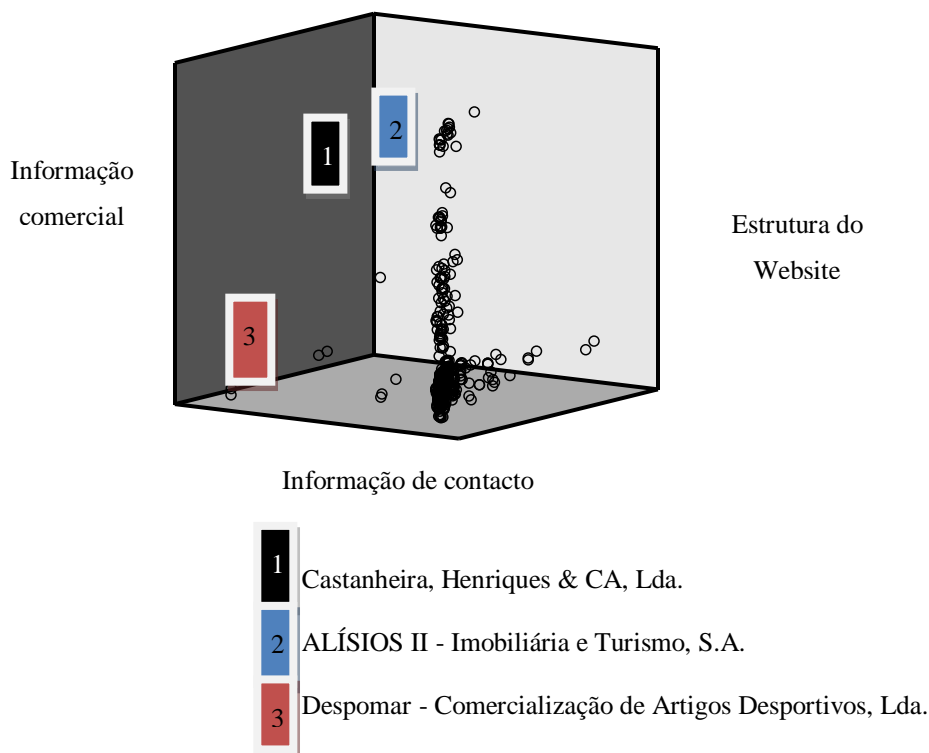 2
1
Informação
comercial
Estrutura do
Website
3
Informação de contacto
1
Castanheira, Henriques & CA, Lda.
2
ALÍSIOS II - Imobiliária e Turismo, S.A.
3
Despomar - Comercialização de Artigos Desportivos, Lda.